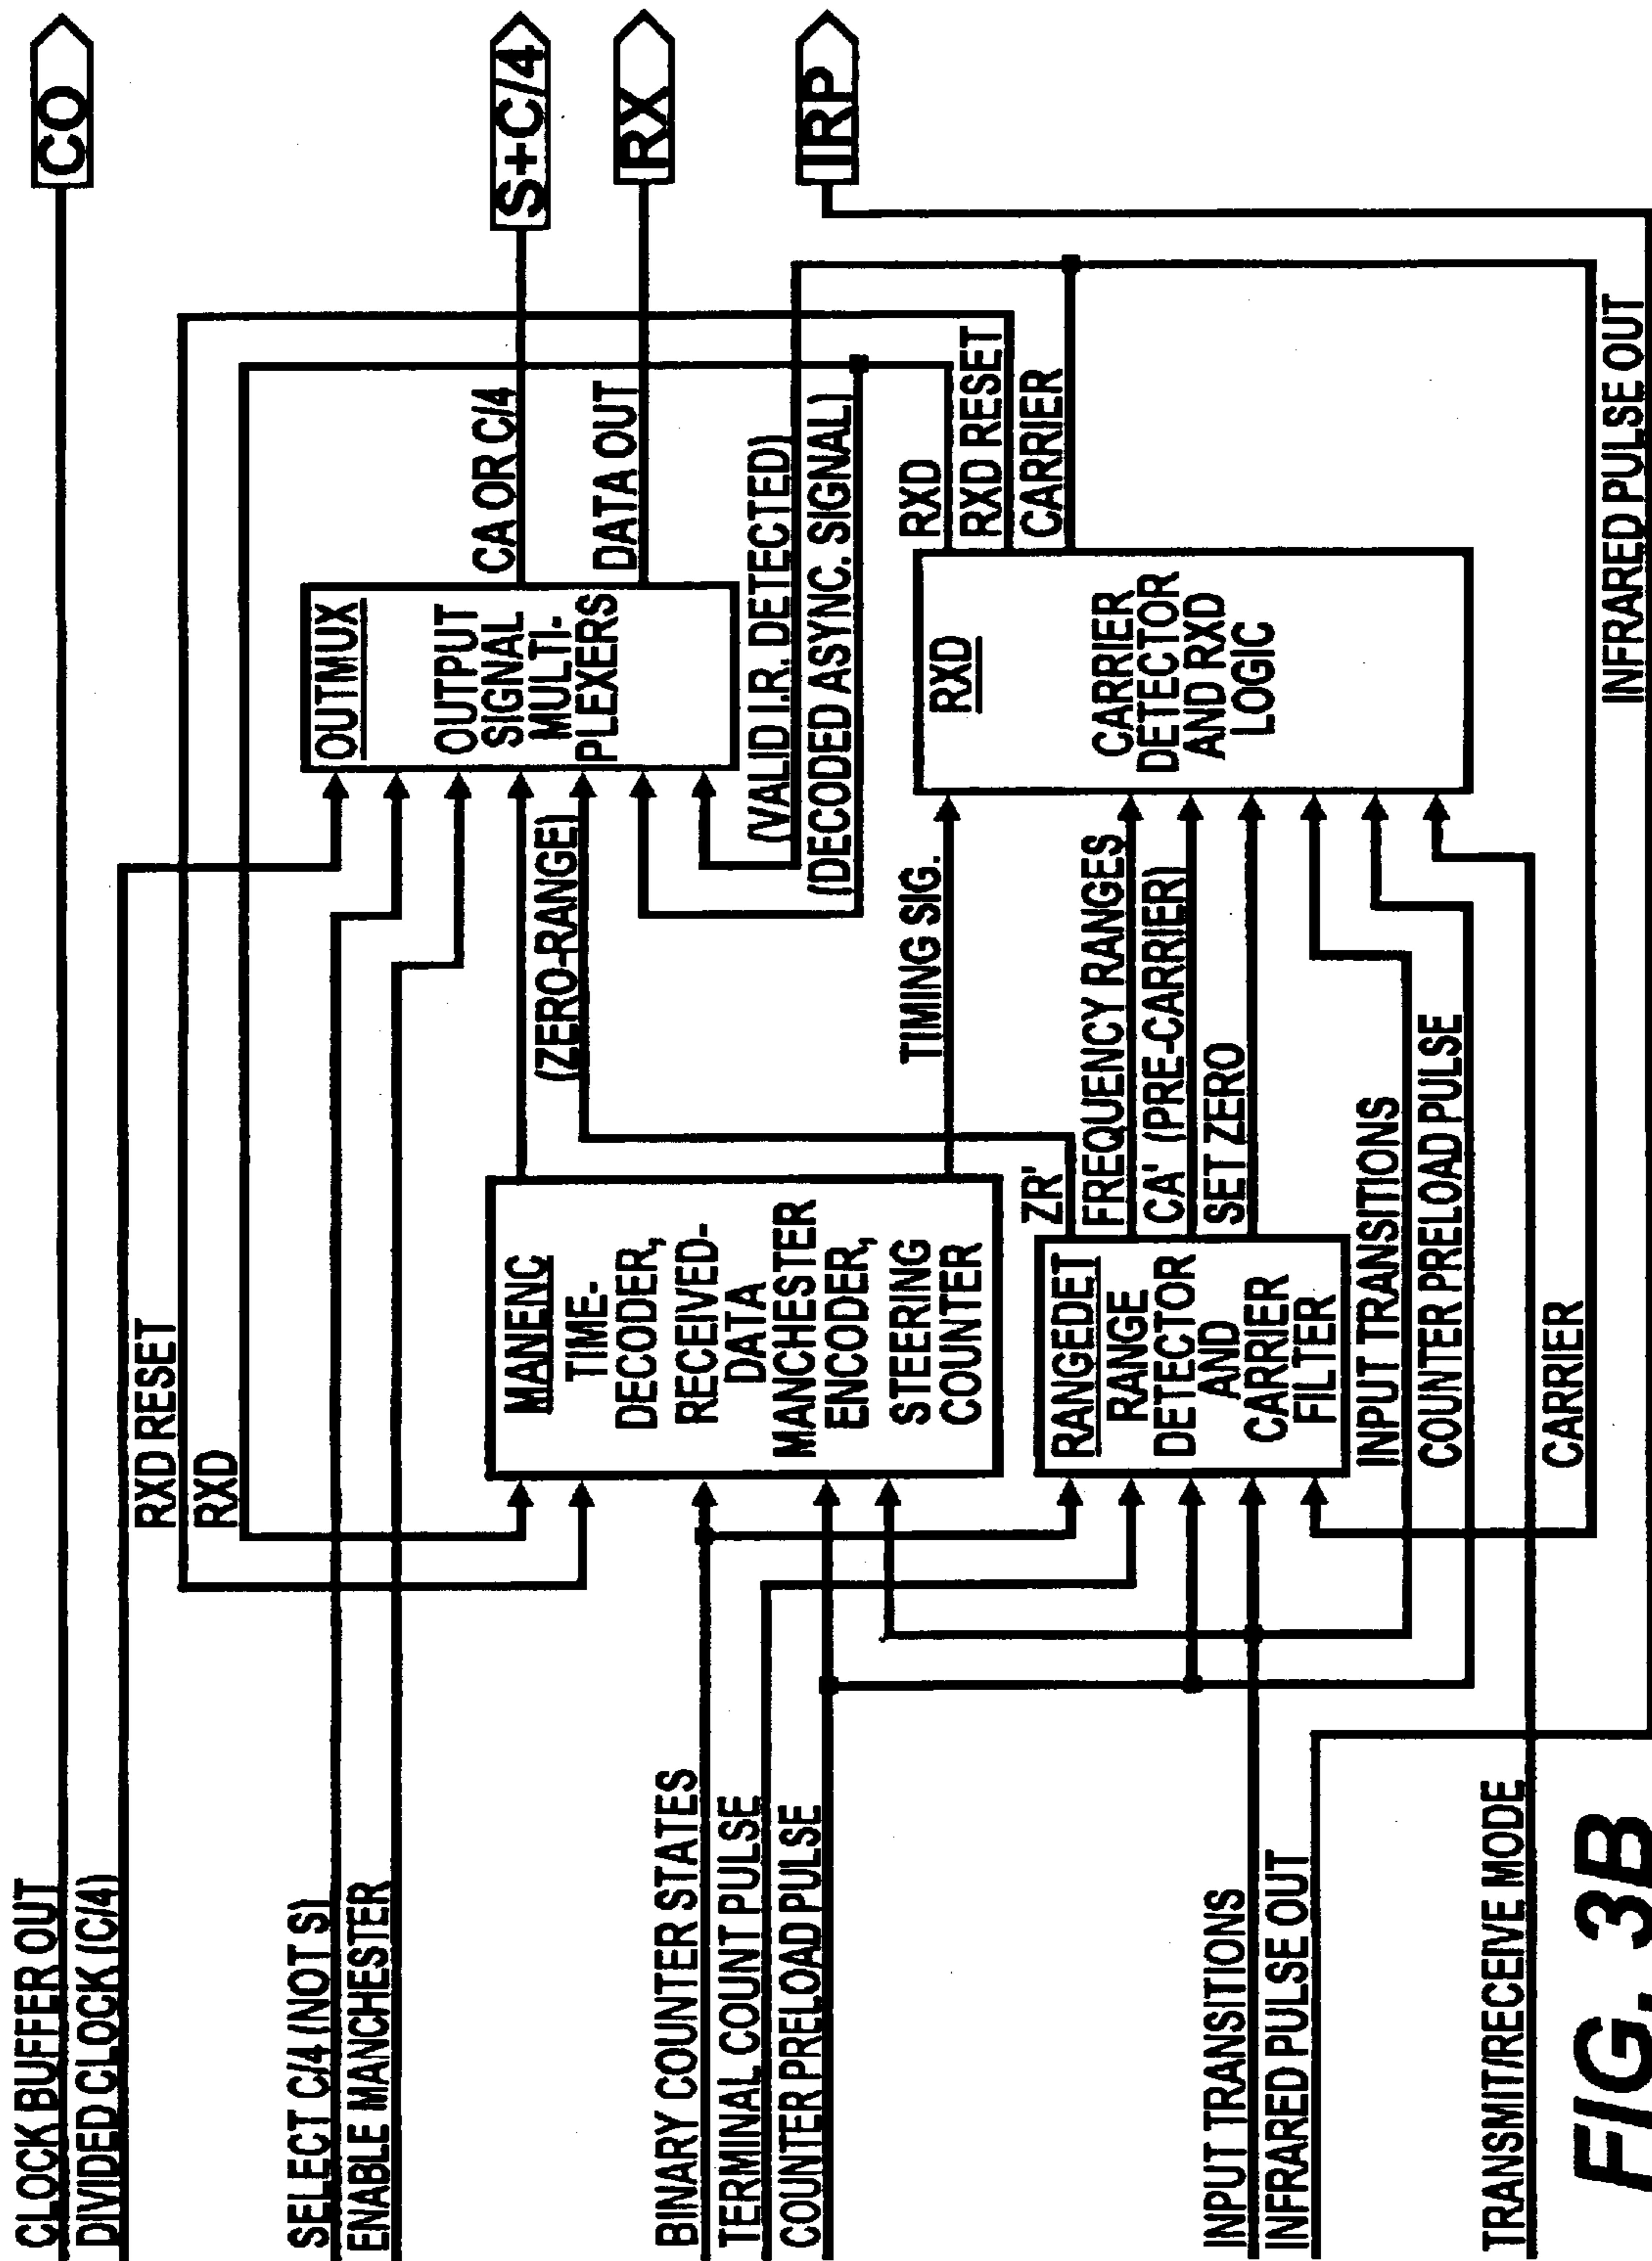 CLOCK BUFFER OUT
DIVIDED CLOCK (C/4)
SELECT C/4 (NOT S)
ENABLE MANCHESTER
BINARY COUNTER STATES
TERMINAL COUNT PULSE
COUNTER PRELOAD PULSE
INPUT TRANSITIONS
INFRARED PULSE OUT
TRANSMIT/RECEIVE MODE
RXD RESET
RXD
MANENC
TIME-
DECODER,
RECEIVED-
DATA
MANCHESTER
ENCODER,
STEERING
COUNTER
RANGEDET
RANGE
DETECTOR
AND
CARRIER
FILTER
INPUT TRANSITIONS
COUNTER PRELOAD PULSE
CARRIER
(ZERO-RANGE)
TIMING SIG.
ZR'
FREQUENCY RANGES
CA' (PRE-CARRIER)
SET ZERO
OUTMUX
OUTPUT
SIGNAL
MULTI-
PLEXERS
(VALID I.R. DETECTED)
(DECODED ASYNC. SIGNAL)
RXD
CARRIER
DETECTOR
AND RXD
LOGIC
CA OR C/4
DATA OUT
RXD
RXD RESET
CARRIER
INFRARED PULSE OUT
CO
S+C/4
RX
IRP
FIG. 3B